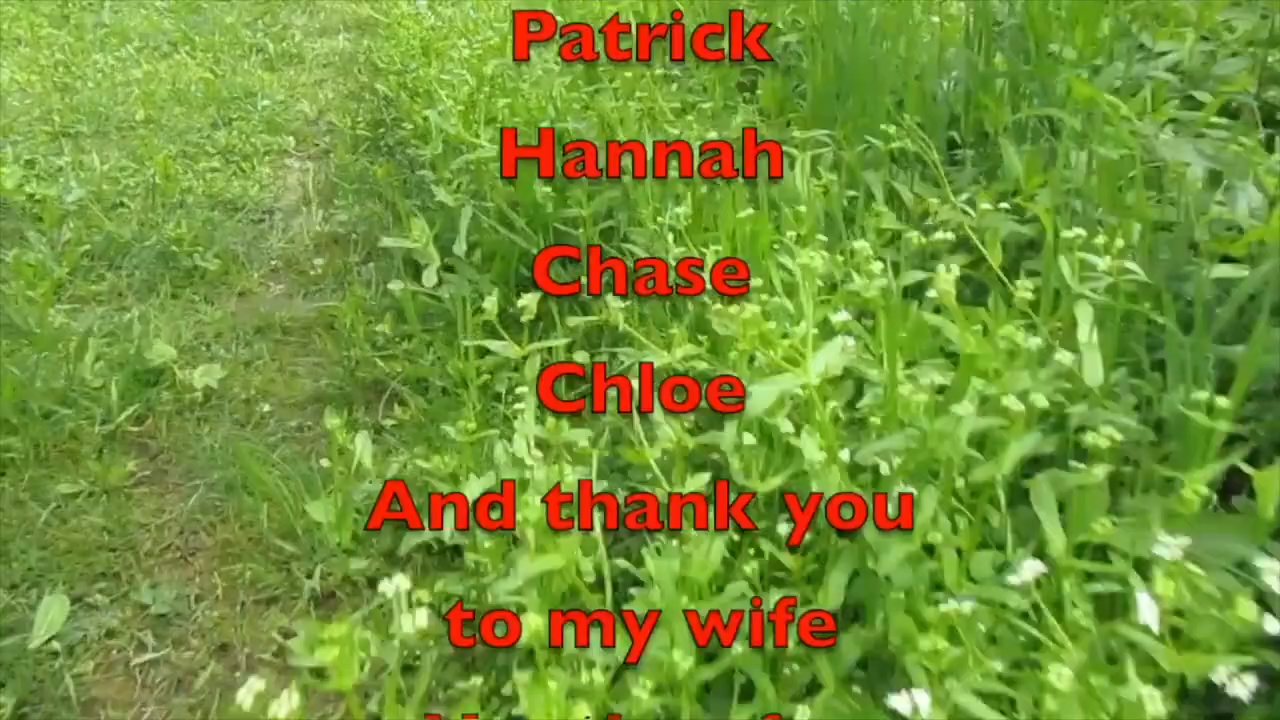 Patrick
Hannah
Chase
Chloe
And thank you
to my wife